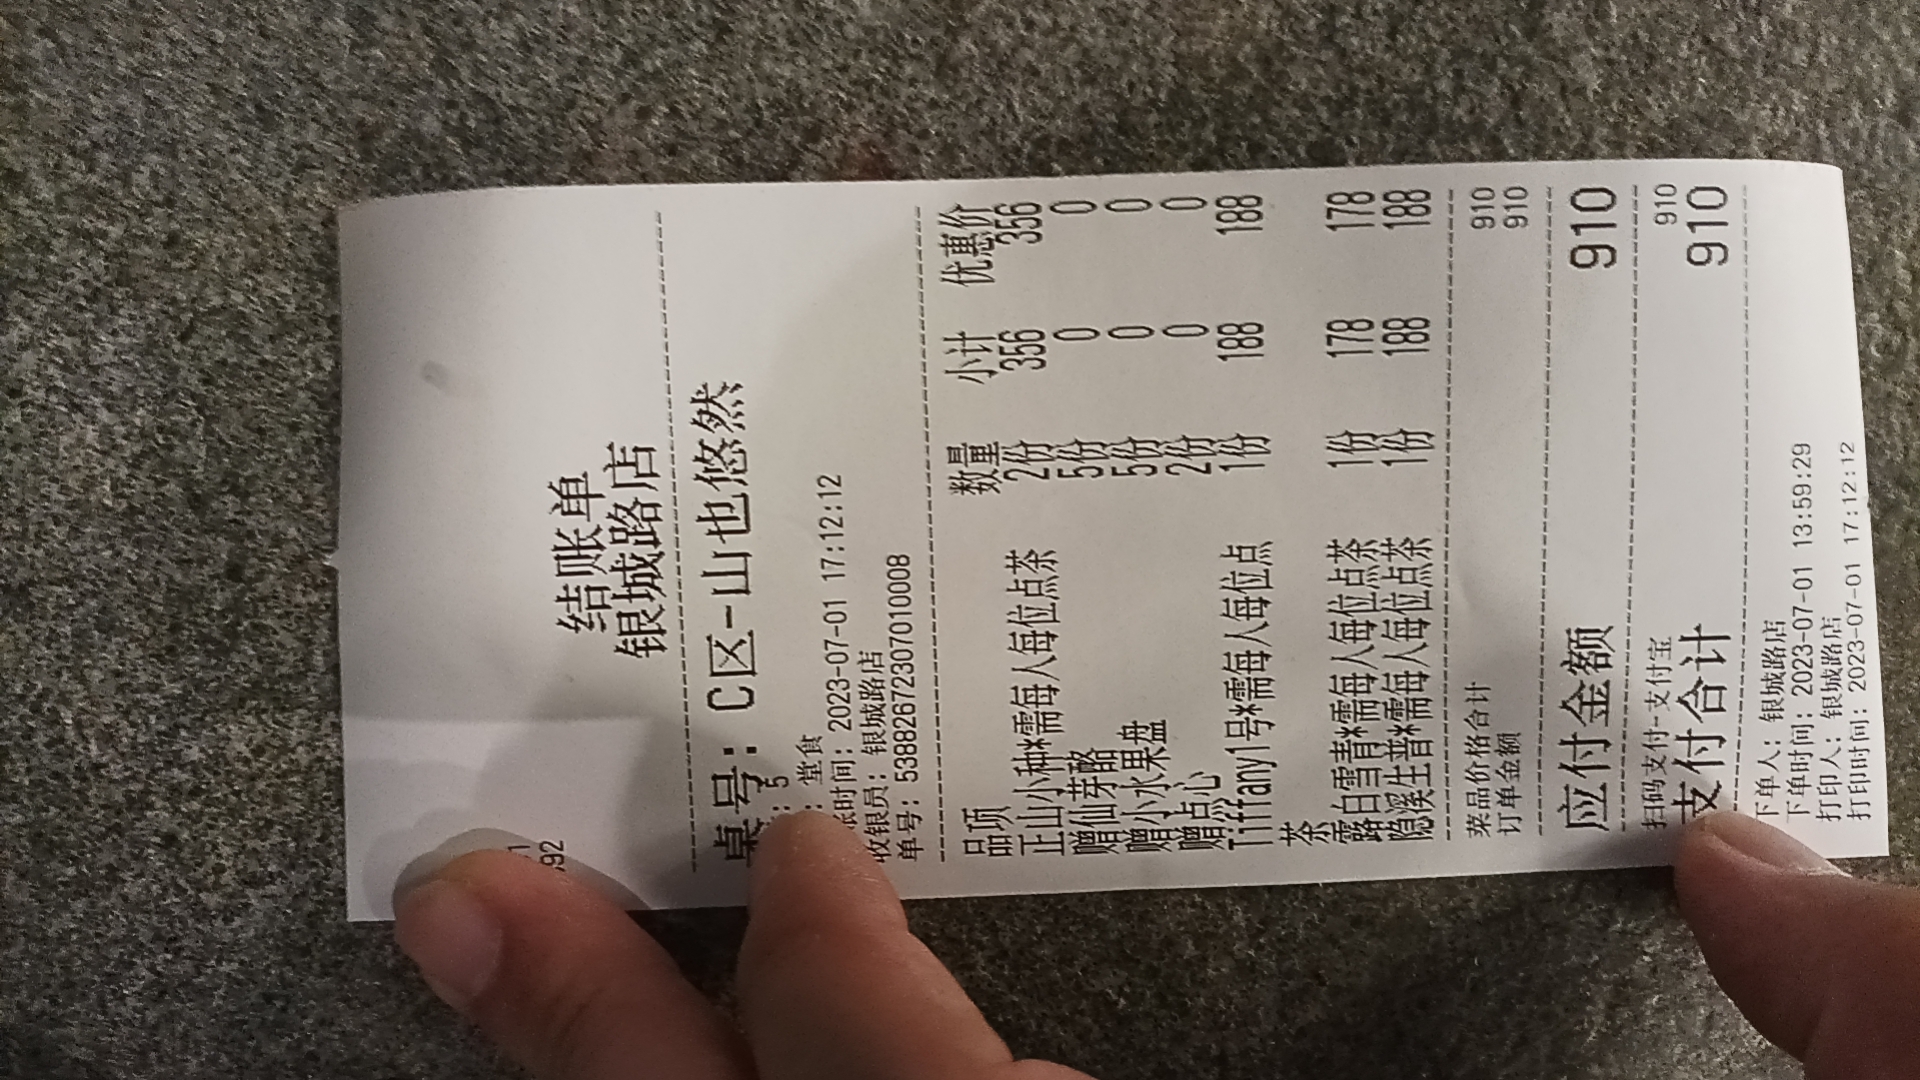 结账单
银城路店
桌号: C区-山也悠然
: 5
: 堂食
账时间: 2023-07-01 17:12:12
收银员: 银城路店
单号: 538826722307010008
品项 数量 小计 优惠价
正山小种*需每人每位点茶 2份 356 356
赠仙芽酪 5份 0 0
赠小水果盘 5份 0 0
赠点心 2份 0 0
Tiffany1号*需每人每位点 1份 188 188
茶
露白雪青*需每人每位点茶 1份 178 178
隐溪生普*需每人每位点茶 1份 188 188
菜品价格合计 910
订单金额 910
应付金额 910
扫码支付-支付宝 910
支付合计 910
下单人: 银城路店
下单时间: 2023-07-01 13:59:29
打印人: 银城路店
打印时间: 2023-07-01 17:12:12